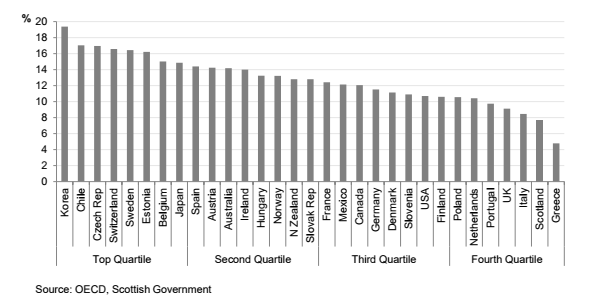 % 20
18
16
14
12
10
8
6
4
2
0
Korea
Chile
Czech Rep
Switzerland
Sweden
Estonia
Belgium
Japan
Spain
Austria
Australia
Ireland
Hungary
Norway
N Zealand
Slovak Rep
France
Mexico
Canada
Germany
Denmark
Slovenia
USA
Finland
Poland
Netherlands
Portugal
UK
Italy
Scotland
Greece
Top Quartile
Second Quartile
Third Quartile
Fourth Quartile
Source: OECD, Scottish Government